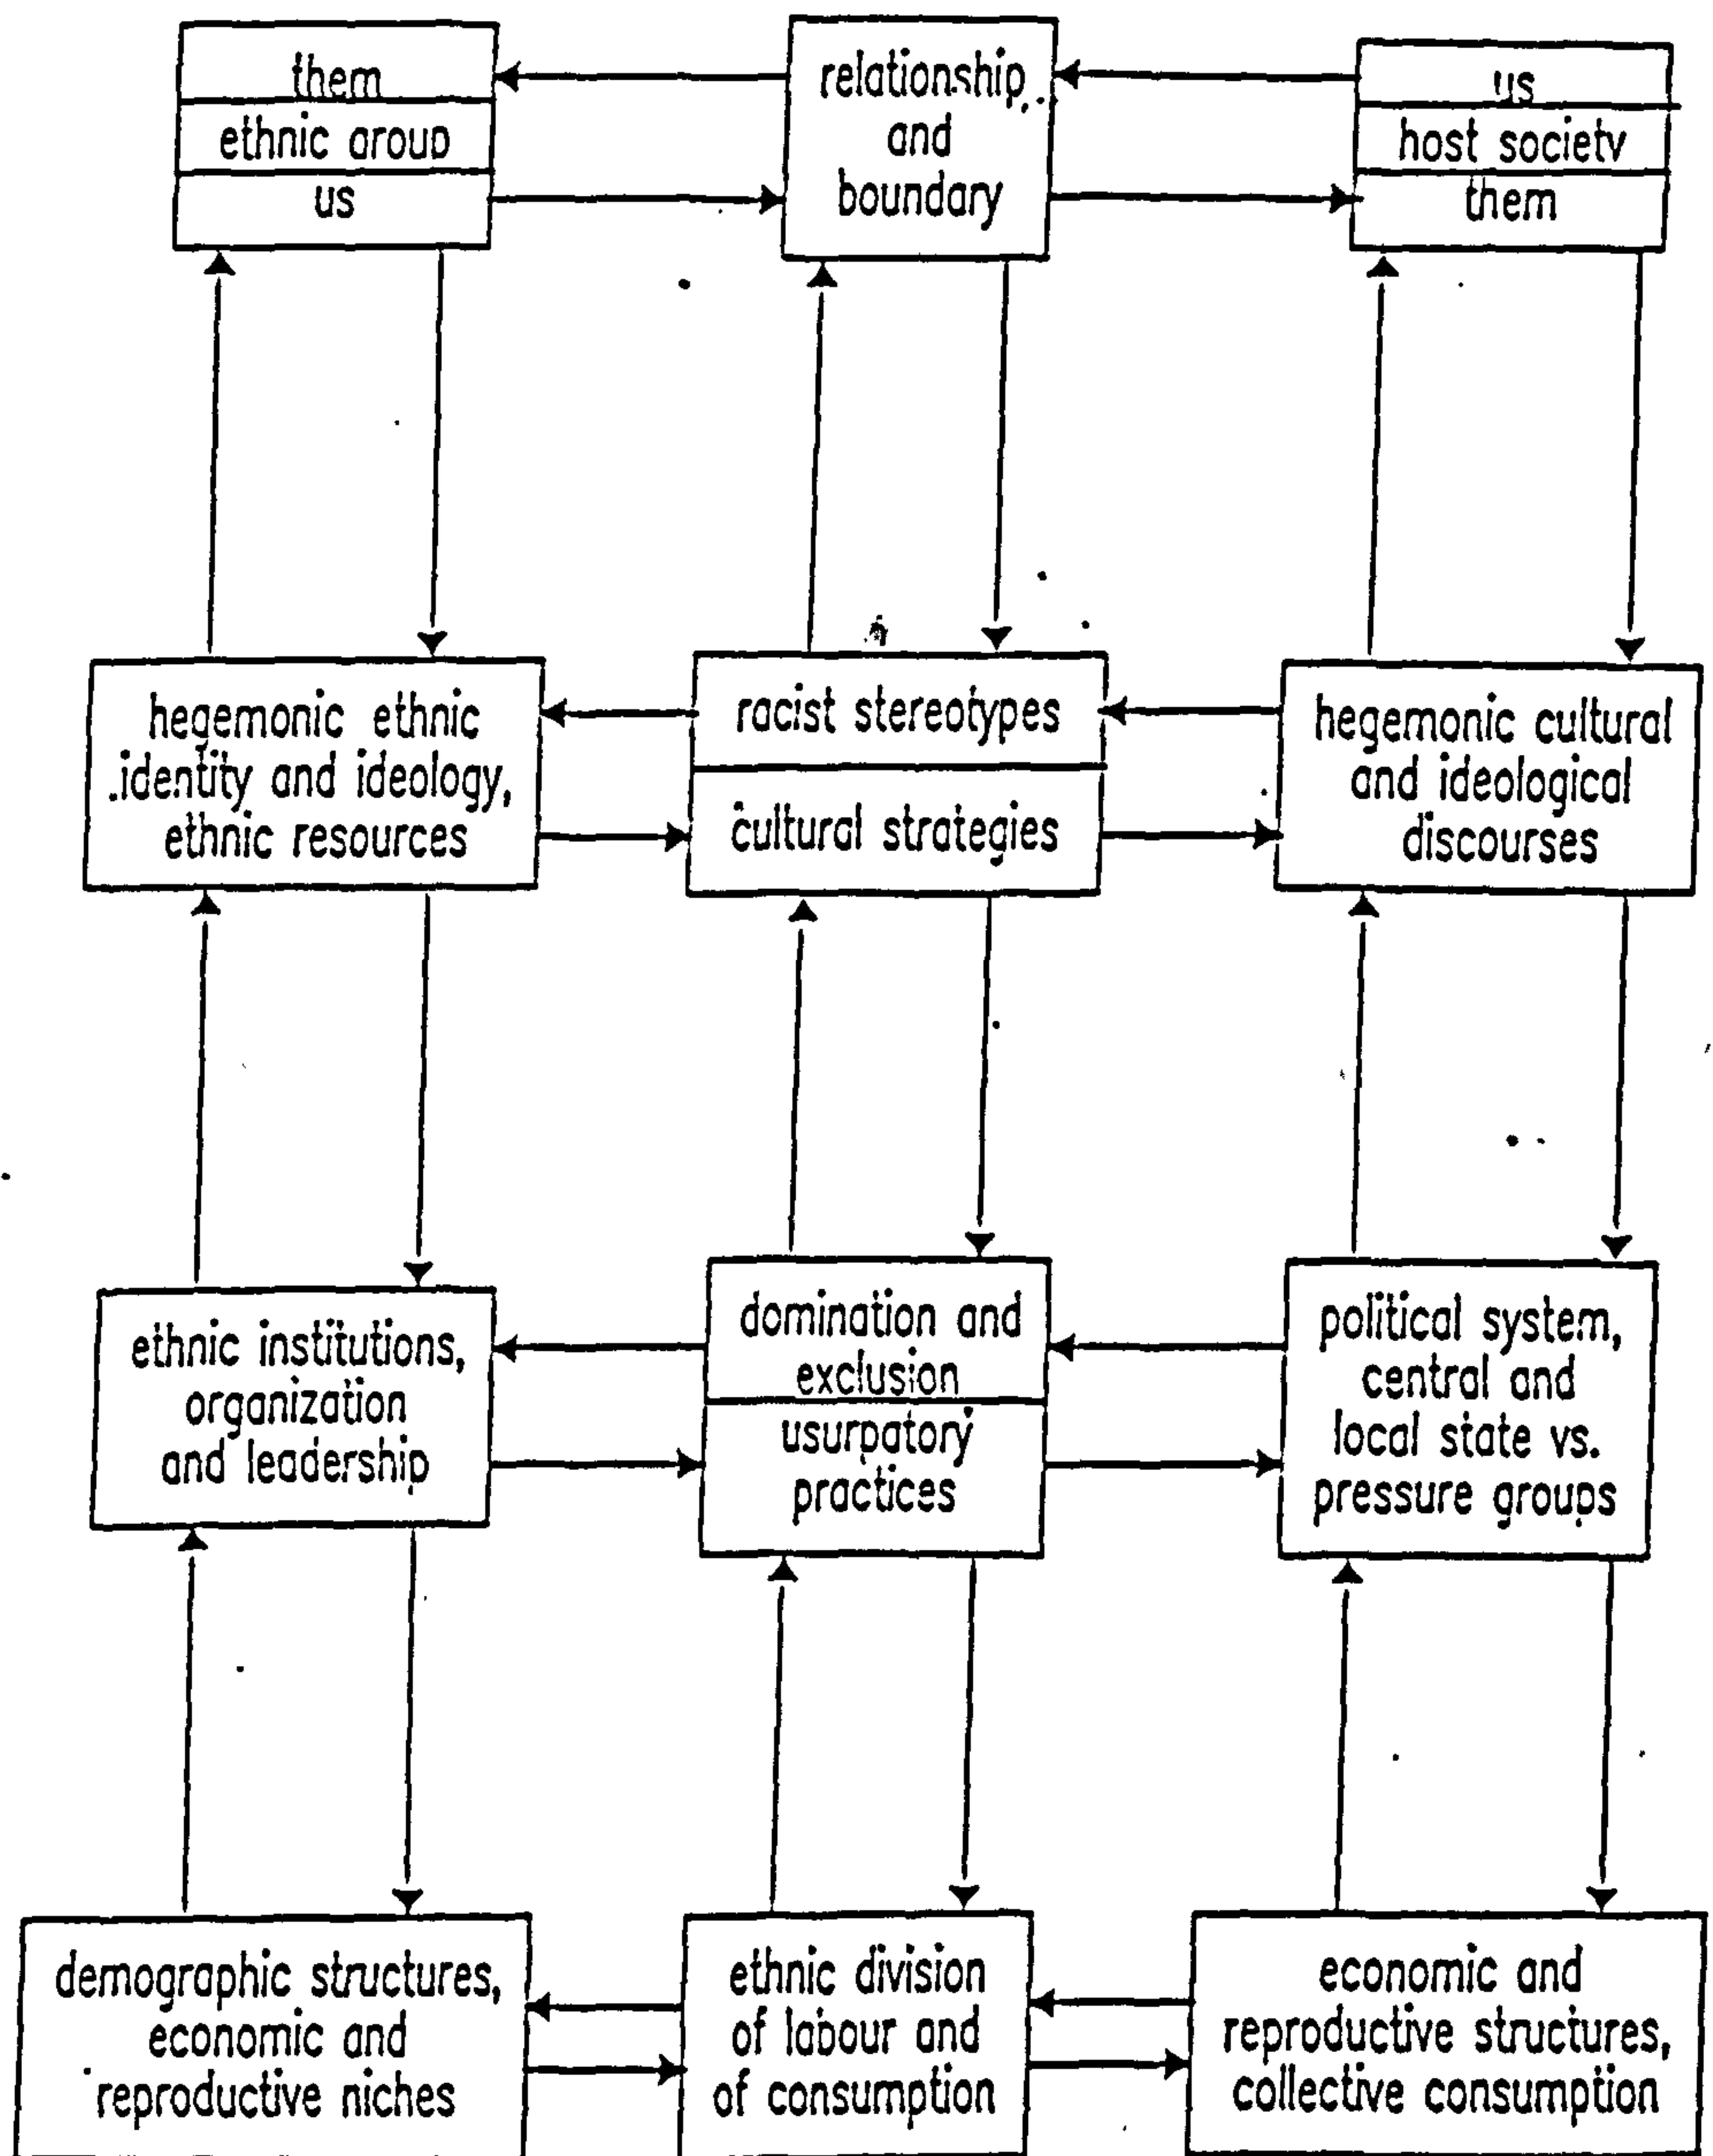 them
ethnic group
us
relationship
and
boundary
us
host society
them
hegemonic ethnic
identity and ideology,
ethnic resources
racist stereotypes
cultural strategies
hegemonic cultural
and ideological
discourses
ethnic institutions,
organization
and leadership
domination and
exclusion
usurpatory
practices
political system,
central and
local state vs.
pressure groups
demographic structures,
economic and
reproductive niches
ethnic division
of labour and
of consumption
economic and
reproductive structures,
collective consumption